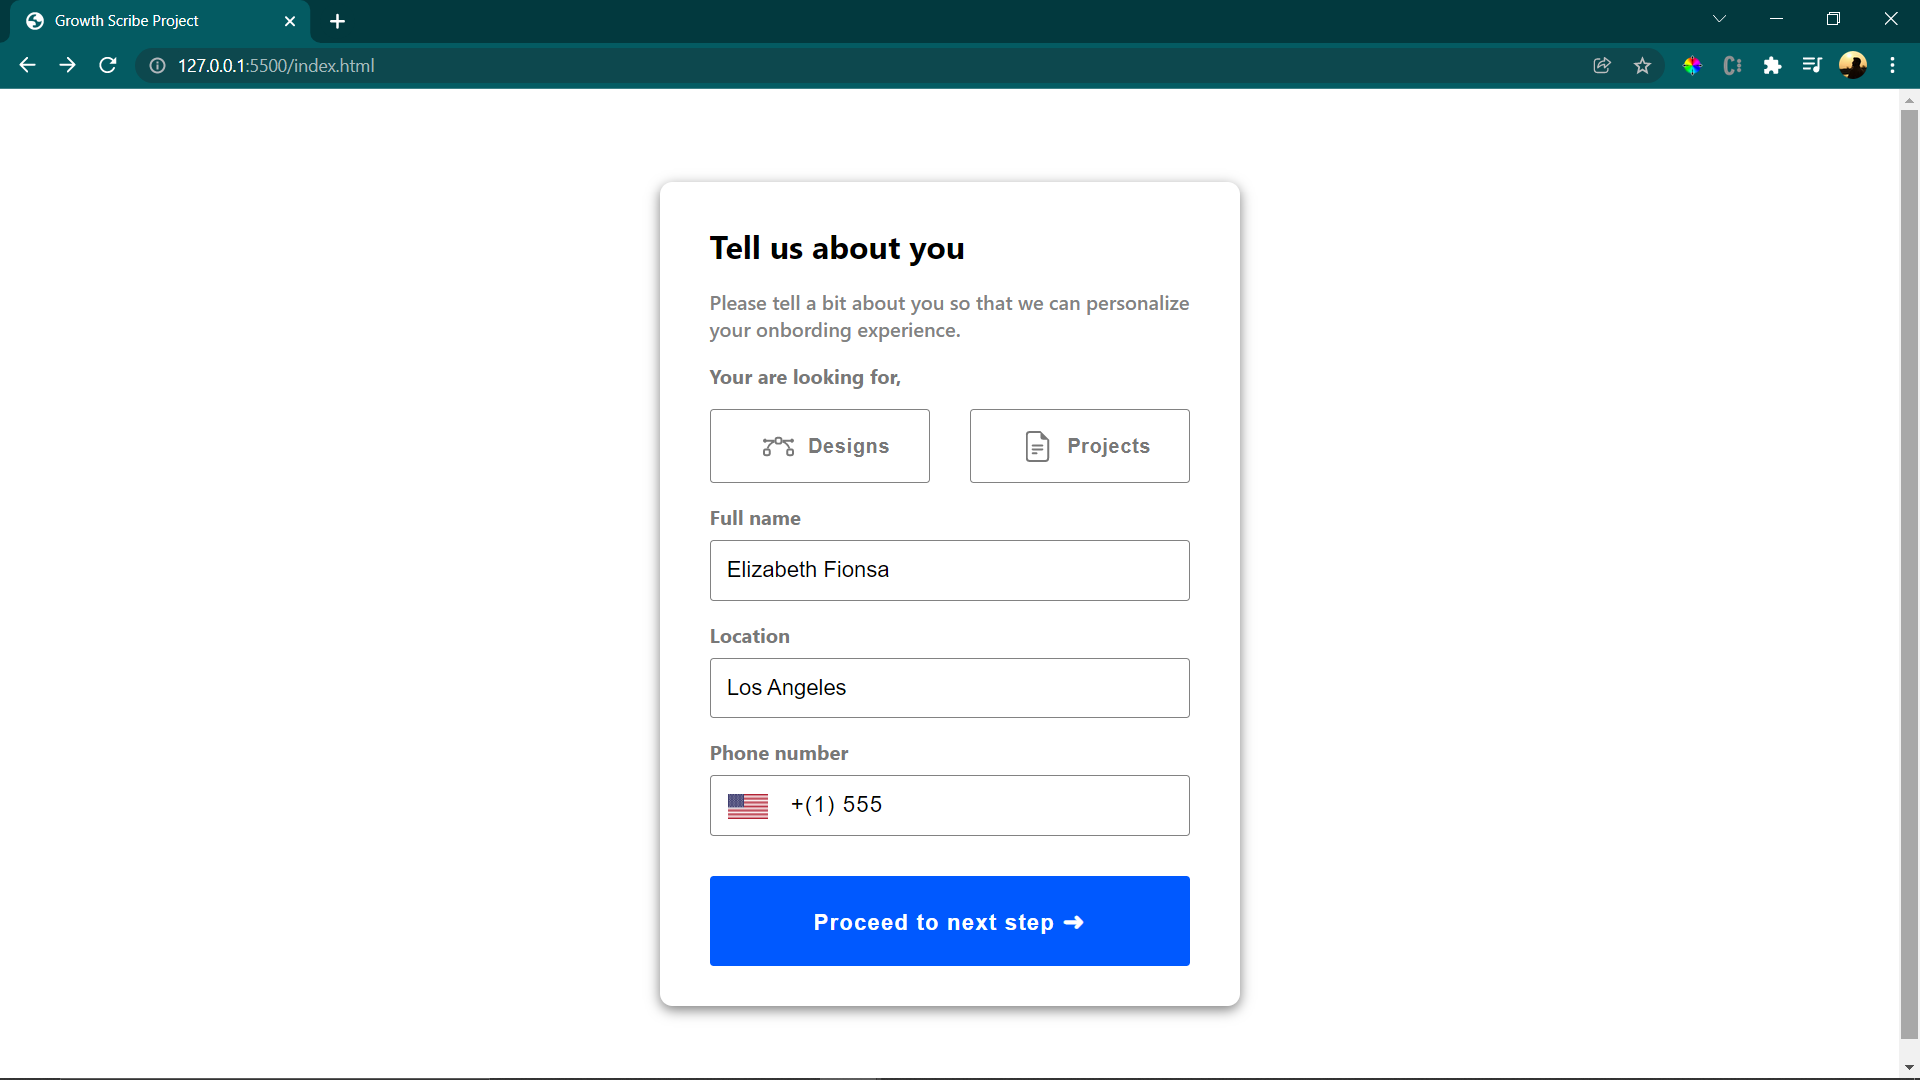 Growth Scribe Project
127.0.0.1:5500/index.html
Tell us about you
Please tell a bit about you so that we can personalize
your onbording experience.
Your are looking for,
Designs
Projects
Full name
Elizabeth Fionsa
Location
Los Angeles
Phone number
+(1) 555
Proceed to next step ➜